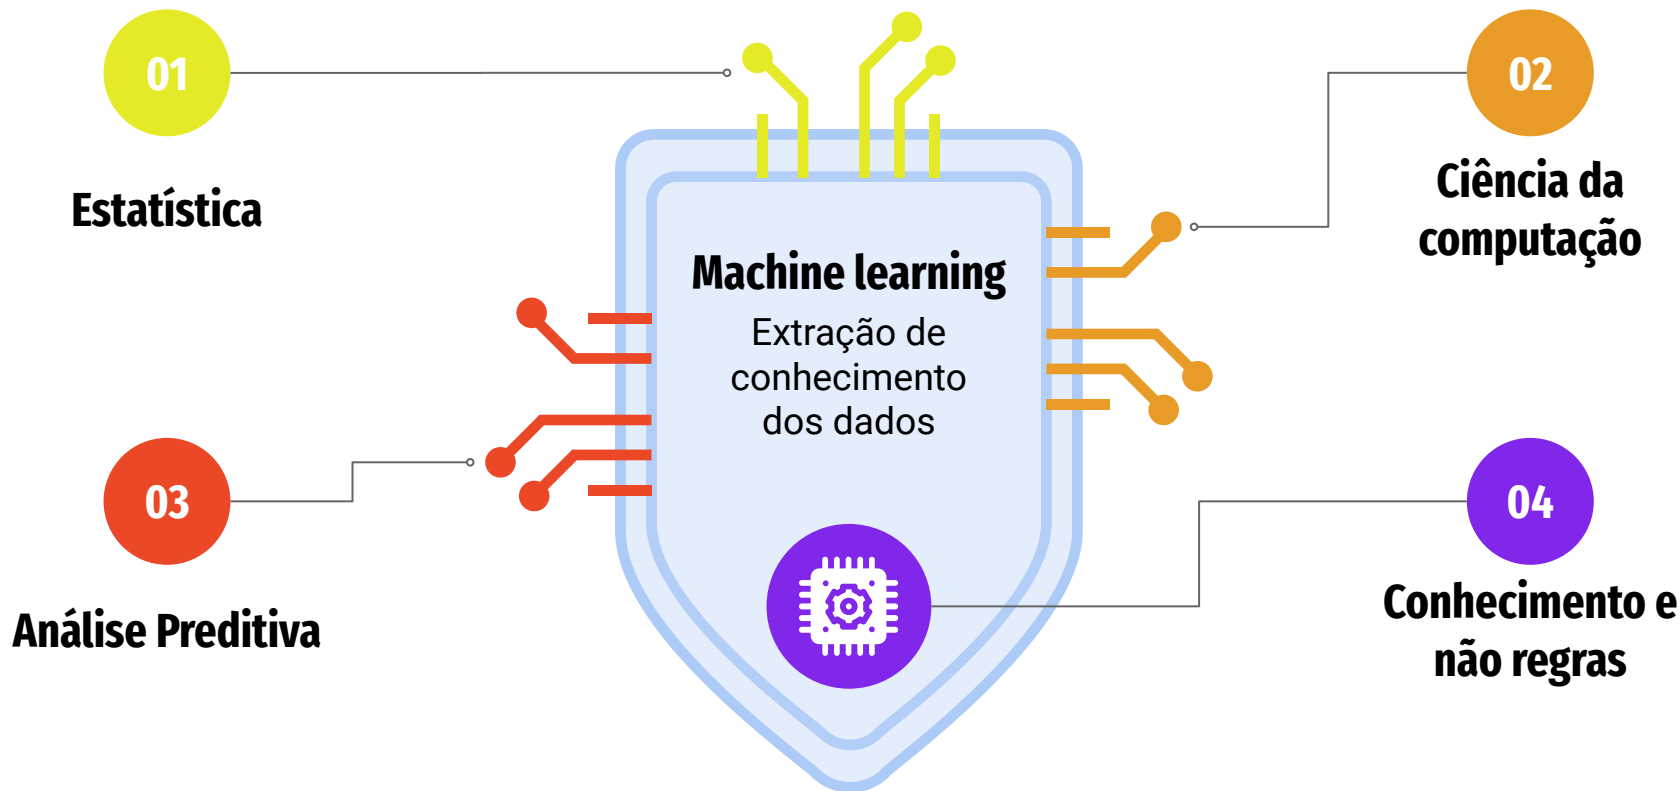 01
Estatística
02
Ciência da
computação
Machine learning
Extração de
conhecimento
dos dados
03
Análise Preditiva
04
Conhecimento e
não regras